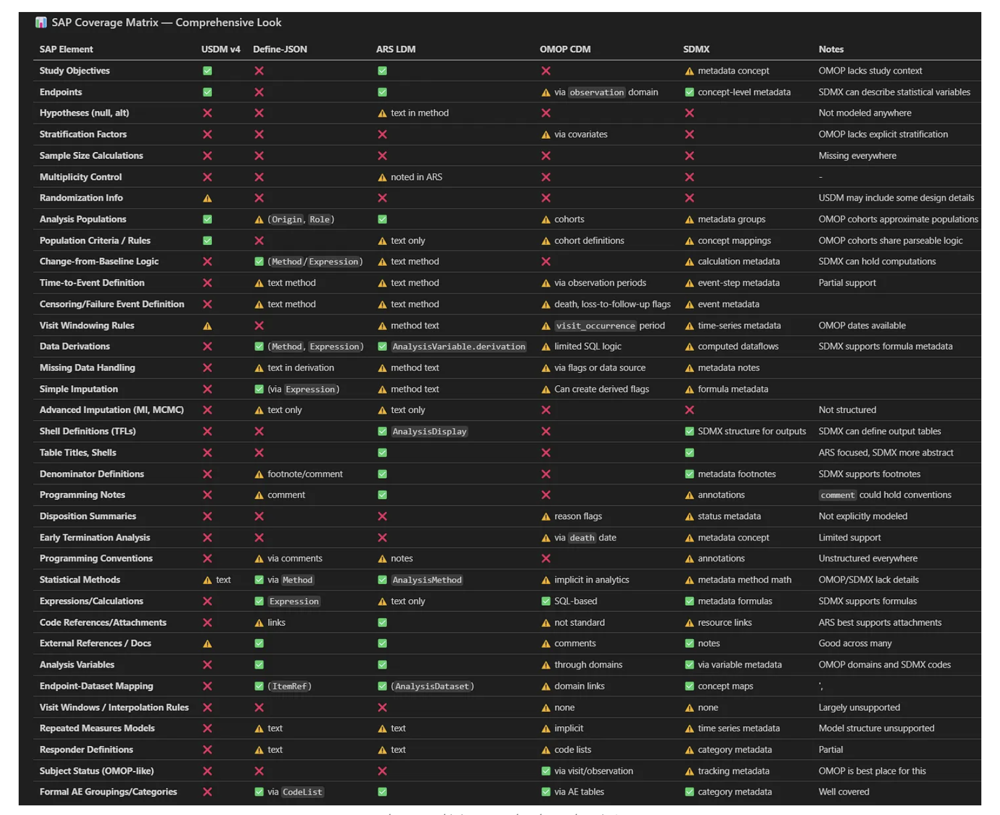 📊 SAP Coverage Matrix — Comprehensive Look
SAP Element USDM v4 Define-JSON ARS LDM OMOP CDM SDMX Notes
Study Objectives ✅ ❌ ✅ ❌ ⚠️ metadata concept OMOP lacks study context
Endpoints ✅ ❌ ✅ ⚠️ via observation domain ✅ concept-level metadata SDMX can describe statistical variables
Hypotheses (null, alt) ❌ ❌ ⚠️ text in method ❌ ❌ Not modeled anywhere
Stratification Factors ❌ ❌ ❌ ⚠️ via covariates ❌ OMOP lacks explicit stratification
Sample Size Calculations ❌ ❌ ❌ ❌ ❌ Missing everywhere
Multiplicity Control ❌ ❌ ⚠️ noted in ARS ❌ ❌ -
Randomization Info ⚠️ ❌ ❌ ❌ ❌ USDM may include some design details
Analysis Populations ✅ ⚠️ (Origin, Role) ✅ ⚠️ cohorts ⚠️ metadata groups OMOP cohorts approximate populations
Population Criteria / Rules ✅ ❌ ⚠️ text only ⚠️ cohort definitions ⚠️ concept mappings OMOP cohorts share parseable logic
Change-from-Baseline Logic ❌ ✅ (Method/Expression) ⚠️ text method ❌ ⚠️ calculation metadata SDMX can hold computations
Time-to-Event Definition ❌ ⚠️ text method ⚠️ text method ⚠️ via observation periods ⚠️ event-step metadata Partial support
Censoring/Failure Event Definition ❌ ⚠️ text method ⚠️ text method ⚠️ death, loss-to-follow-up flags ⚠️ event metadata
Visit Windowing Rules ⚠️ ❌ ⚠️ method text ⚠️ visit_occurrence period ⚠️ time-series metadata OMOP dates available
Data Derivations ❌ ✅ (Method, Expression) ✅ AnalysisVariable.derivation ⚠️ limited SQL logic ⚠️ computed dataflows SDMX supports formula metadata
Missing Data Handling ❌ ⚠️ text in derivation ⚠️ method text ⚠️ via flags or data source ⚠️ metadata notes
Simple Imputation ❌ ✅ (via Expression) ⚠️ method text ⚠️ Can create derived flags ⚠️ formula metadata
Advanced Imputation (MI, MCMC) ❌ ⚠️ text only ⚠️ text only ❌ ❌ Not structured
Shell Definitions (TFLs) ❌ ❌ ✅ AnalysisDisplay ❌ ✅ SDMX structure for outputs SDMX can define output tables
Table Titles, Shells ❌ ❌ ✅ ❌ ✅ ARS focused, SDMX more abstract
Denominator Definitions ❌ ⚠️ footnote/comment ✅ ❌ ✅ metadata footnotes SDMX supports footnotes
Programming Notes ❌ ⚠️ comment ✅ ❌ ⚠️ annotations comment could hold conventions
Disposition Summaries ❌ ❌ ❌ ⚠️ reason flags ⚠️ status metadata Not explicitly modeled
Early Termination Analysis ❌ ❌ ❌ ⚠️ via death date ⚠️ metadata concept Limited support
Programming Conventions ❌ ⚠️ via comments ⚠️ notes ❌ ⚠️ annotations Unstructured everywhere
Statistical Methods ⚠️ text ✅ via Method ✅ AnalysisMethod ⚠️ implicit in analytics ⚠️ metadata method math OMOP/SDMX lack details
Expressions/Calculations ❌ ✅ Expression ⚠️ text only ✅ SQL-based ✅ metadata formulas SDMX supports formulas
Code References/Attachments ❌ ⚠️ links ✅ ⚠️ not standard ⚠️ resource links ARS best supports attachments
External References / Docs ⚠️ ✅ ✅ ⚠️ comments ✅ notes Good across many
Analysis Variables ❌ ✅ ✅ ⚠️ through domains ✅ via variable metadata OMOP domains and SDMX codes
Endpoint-Dataset Mapping ❌ ✅ (ItemRef) ✅ (AnalysisDataset) ⚠️ domain links ✅ concept maps ',
Visit Windows / Interpolation Rules ❌ ❌ ❌ ⚠️ none ⚠️ none Largely unsupported
Repeated Measures Models ❌ ⚠️ text ⚠️ text ⚠️ implicit ⚠️ time series metadata Model structure unsupported
Responder Definitions ❌ ⚠️ text ⚠️ text ⚠️ code lists ⚠️ category metadata Partial
Subject Status (OMOP-like) ❌ ❌ ❌ ✅ via visit/observation ⚠️ tracking metadata OMOP is best place for this
Formal AE Groupings/Categories ❌ ✅ via CodeList ✅ ✅ via AE tables ✅ category metadata Well covered